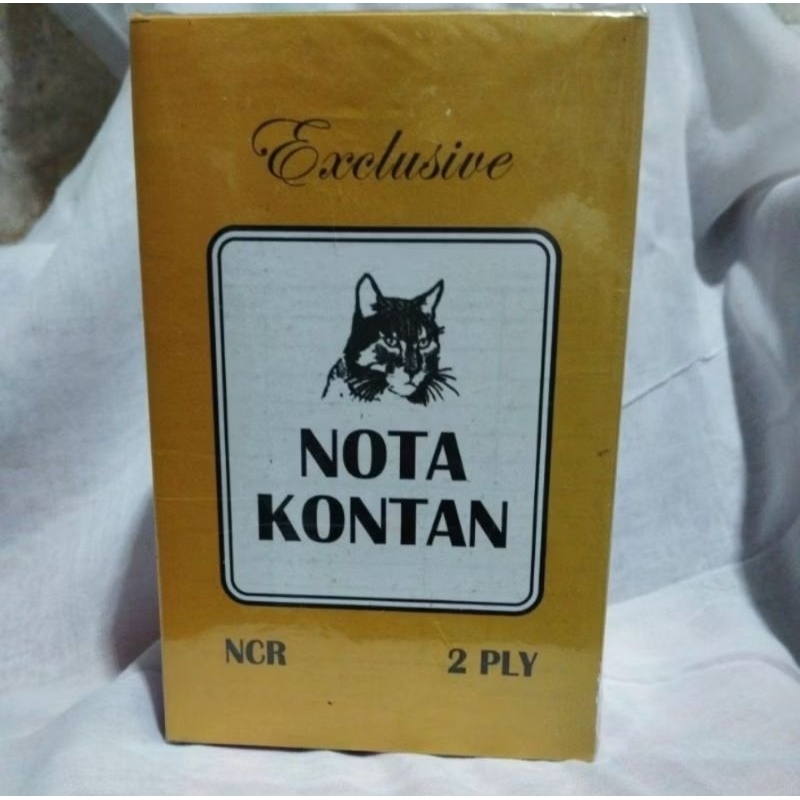 Exclusive
NOTA
KONTAN
NCR
2 PLY